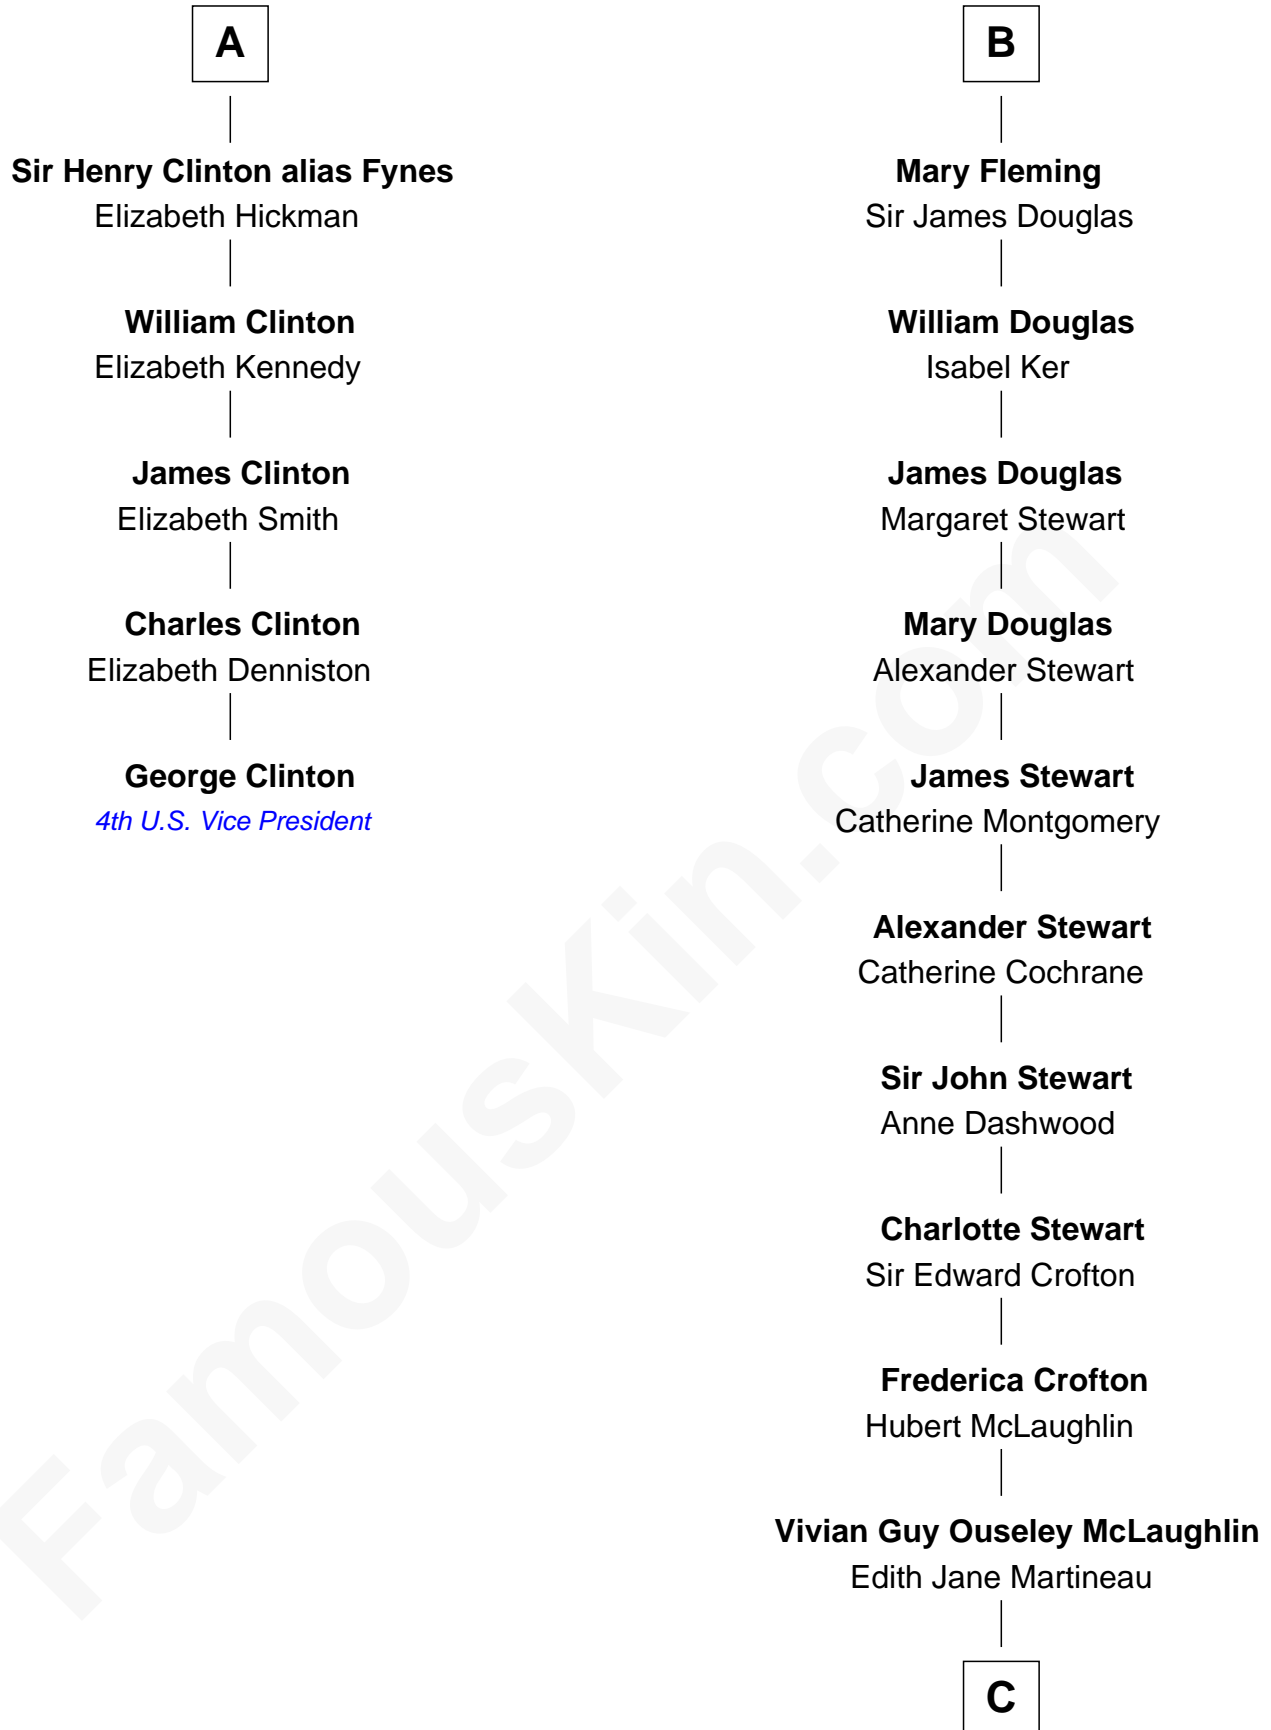 A
Sir Henry Clinton alias Fynes
Elizabeth Hickman
William Clinton
Elizabeth Kennedy
James Clinton
Elizabeth Smith
Charles Clinton
Elizabeth Denniston
George Clinton
4th U.S. Vice President
B
Mary Fleming
Sir James Douglas
William Douglas
Isabel Ker
James Douglas
Margaret Stewart
Mary Douglas
Alexander Stewart
James Stewart
Catherine Montgomery
Alexander Stewart
Catherine Cochrane
Sir John Stewart
Anne Dashwood
Charlotte Stewart
Sir Edward Crofton
Frederica Crofton
Hubert McLaughlin
Vivian Guy Ouseley McLaughlin
Edith Jane Martineau
C
FamousKin.com